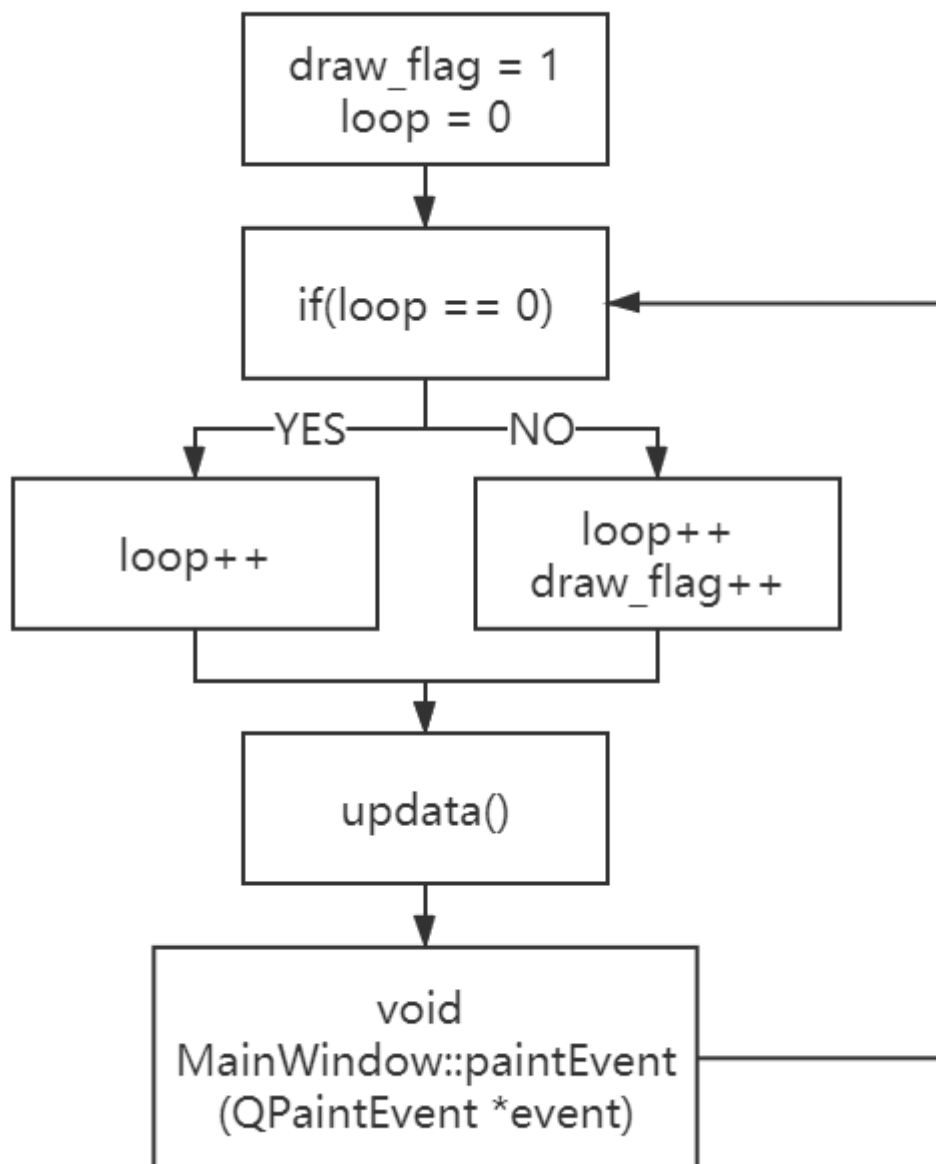 draw_flag = 1
loop = 0
if(loop == 0)
YES
NO
loop++
loop++
draw_flag++
updata()
void
MainWindow::paintEvent
(QPaintEvent *event)